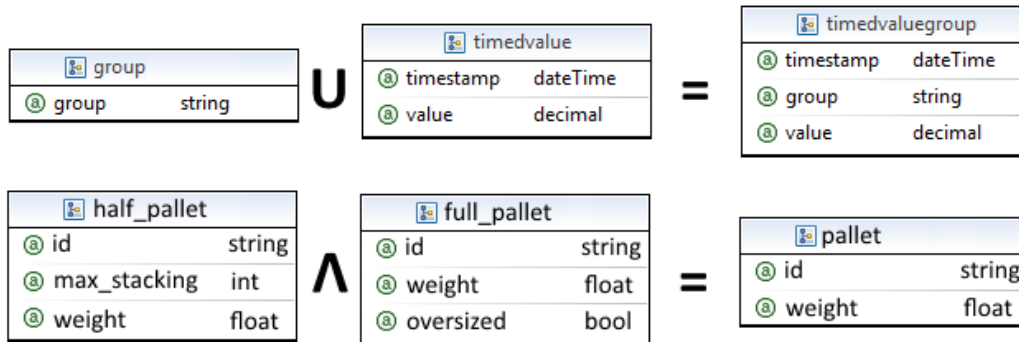 group
group string
U
timedvalue
timestamp dateTime
value decimal
=
timedvaluegroup
timestamp dateTime
group string
value decimal
half_pallet
id string
max_stacking int
weight float
Λ
full_pallet
id string
weight float
oversized bool
=
pallet
id string
weight float